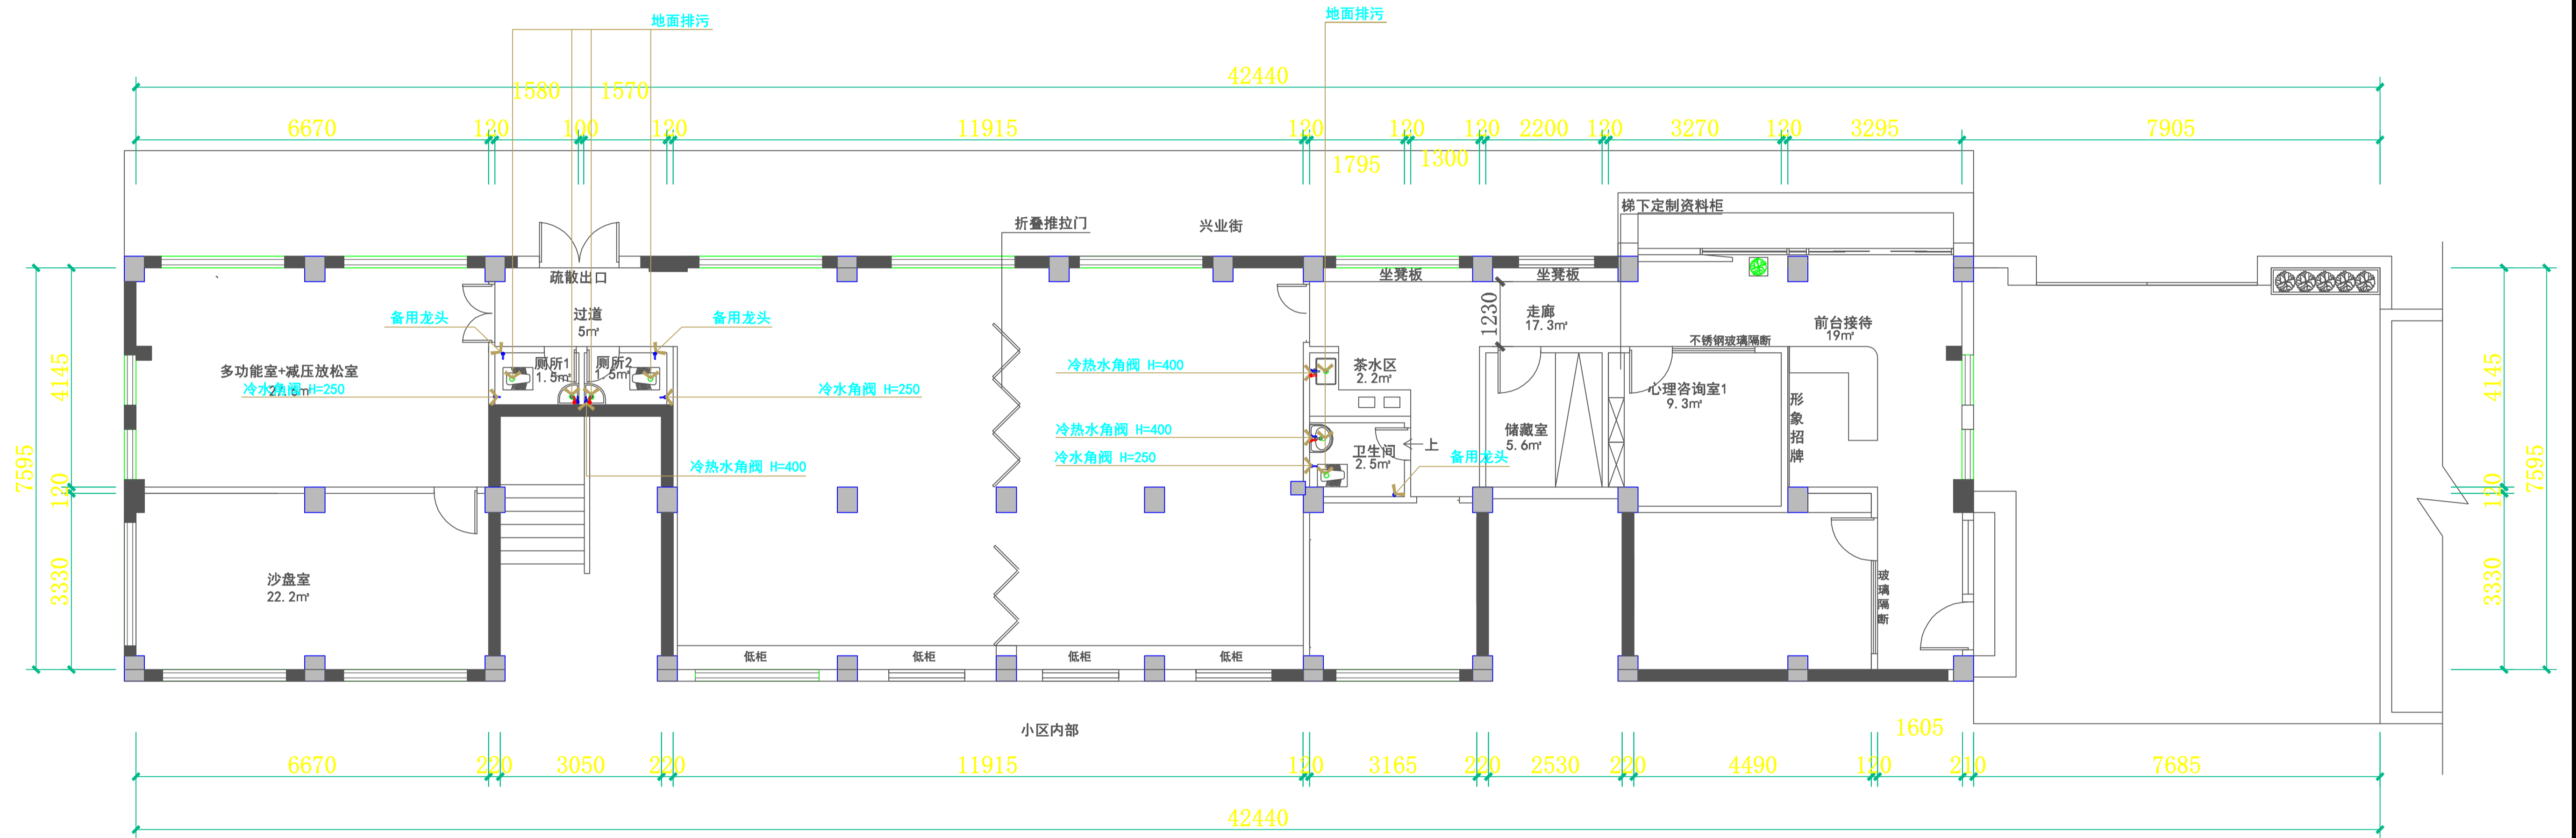 地面排污
地面排污
42440
1580
1570
6670
120
100
120
11915
120
120
120
2200
120
3270
120
3295
7905
1795
1300
梯下定制资料柜
折叠推拉门
兴业街
疏散出口
坐凳板
坐凳板
过道
5㎡
备用龙头
备用龙头
1230
走廊
17.3㎡
前台接待
19㎡
不锈钢玻璃隔断
厕所1
1.5㎡
厕所2
1.5㎡
多功能室+减压放松室
冷水角阀 H=250
冷水角阀 H=250
冷热水角阀 H=400
茶水区
2.2㎡
心理咨询室1
9.3㎡
形象招牌
4145
4145
冷热水角阀 H=400
上
储藏室
5.6㎡
卫生间
2.5㎡
冷水角阀 H=250
备用龙头
冷热水角阀 H=400
7595
120
120
7595
沙盘室
22.2㎡
3330
3330
玻璃隔断
低柜
低柜
低柜
低柜
小区内部
1605
6670
220
3050
220
11915
120
3165
220
2530
220
4490
120
210
7685
42440